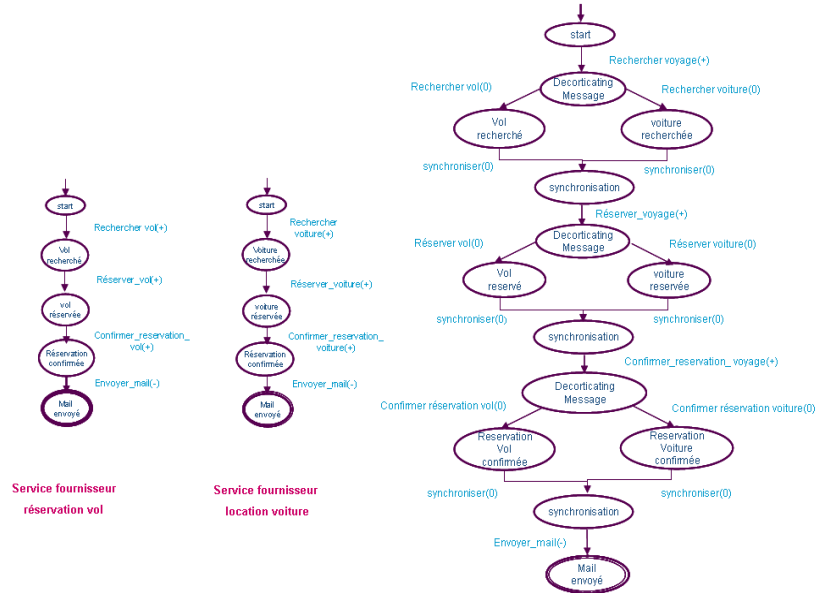 start
Rechercher vol(+)
Vol
recherché
Réserver_vol(+)
vol
réservée
Confirmer_reservation_
vol(+)
Réservation
confirmée
Envoyer_mail(-)
Mail
envoyé
Service fournisseur
réservation vol
start
Rechercher
voiture(+)
Voiture
recherchée
Réserver_voiture(+)
voiture
réservée
Confirmer_reservation_
voiture(+)
Réservation
confirmée
Envoyer_mail(-)
Mail
envoyé
Service fournisseur
location voiture
start
Rechercher voyage(+)
Rechercher vol(0)
Decorticating
Message
Rechercher voiture(0)
Vol
recherché
voiture
recherchée
synchroniser(0)
synchroniser(0)
synchronisation
Réserver_voyage(+)
Réserver vol(0)
Decorticating
Message
Réserver voiture(0)
Vol
reservé
voiture
reservée
synchroniser(0)
synchroniser(0)
synchronisation
Confirmer_reservation_voyage(+)
Decorticating
Message
Confirmer réservation vol(0)
Confirmer réservation voiture(0)
Reservation
Vol
confirmée
Reservation
Voiture
confirmée
synchroniser(0)
synchroniser(0)
synchronisation
Envoyer_mail(-)
Mail
envoyé